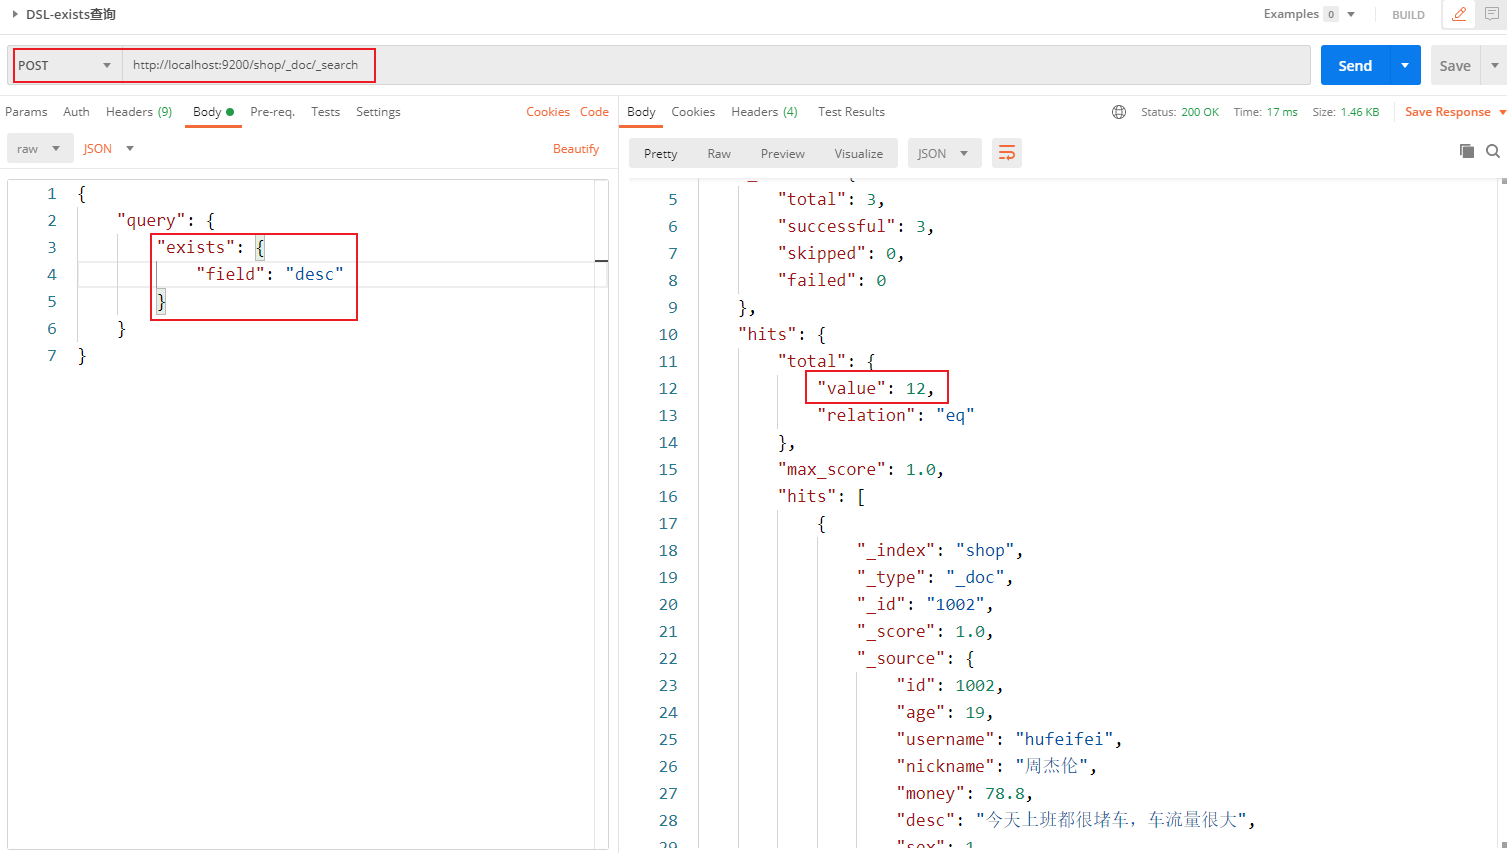 DSL-exists查询
Examples 0 BUILD
POST http://localhost:9200/shop/_doc/_search Send Save
Params Auth Headers (9) Body Pre-req. Tests Settings Cookies Code
raw JSON Beautify
1 {
2 "query": {
3 "exists": {
4 "field": "desc"
5 }
6 }
7 }
Body Cookies Headers (4) Test Results Status: 200 OK Time: 17 ms Size: 1.46 KB Save Response
Pretty Raw Preview Visualize JSON
5 "total": 3,
6 "successful": 3,
7 "skipped": 0,
8 "failed": 0
9 },
10 "hits": {
11 "total": {
12 "value": 12,
13 "relation": "eq"
14 },
15 "max_score": 1.0,
16 "hits": [
17 {
18 "_index": "shop",
19 "_type": "_doc",
20 "_id": "1002",
21 "_score": 1.0,
22 "_source": {
23 "id": 1002,
24 "age": 19,
25 "username": "hufeifei",
26 "nickname": "周杰伦",
27 "money": 78.8,
28 "desc": "今天上班都很堵车，车流量很大",
29 "sex": 1